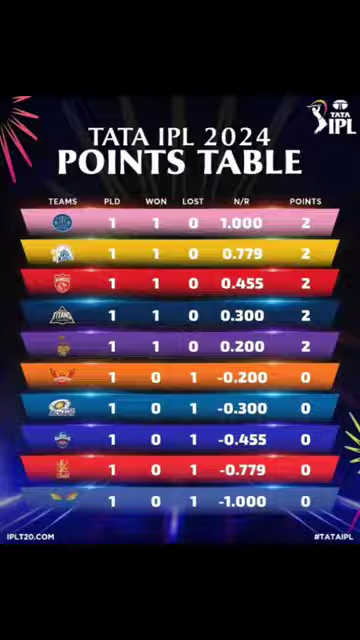 TATA
IPL
TATA IPL 2024
POINTS TABLE
TEAMS PLD WON LOST N/R POINTS
1 1 0 1.000 2
1 1 0 0.779 2
1 1 0 0.455 2
TITANS 1 1 0 0.300 2
1 1 0 0.200 2
1 0 1 -0.200 0
1 0 1 -0.300 0
1 0 1 -0.455 0
1 0 1 -0.779 0
1 0 1 -1.000 0
IPLT20.COM #TATAIPL